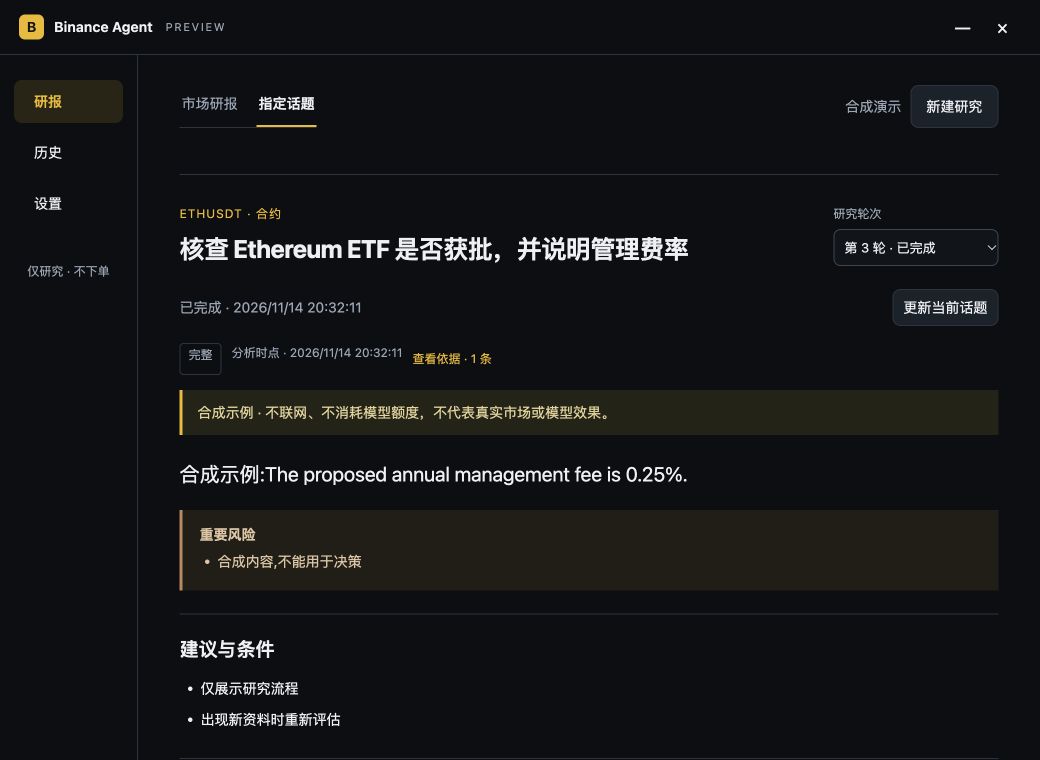 B Binance Agent PREVIEW
研报
历史
设置
仅研究 · 不下单
市场研报 指定话题
合成演示 新建研究
ETHUSDT · 合约
核查 Ethereum ETF 是否获批，并说明管理费率
研究轮次
第 3 轮 · 已完成
已完成 · 2026/11/14 20:32:11
更新当前话题
完整 分析时点 · 2026/11/14 20:32:11 查看依据 · 1 条
合成示例 · 不联网、不消耗模型额度，不代表真实市场或模型效果。
合成示例:The proposed annual management fee is 0.25%.
重要风险
• 合成内容,不能用于决策
建议与条件
• 仅展示研究流程
• 出现新资料时重新评估